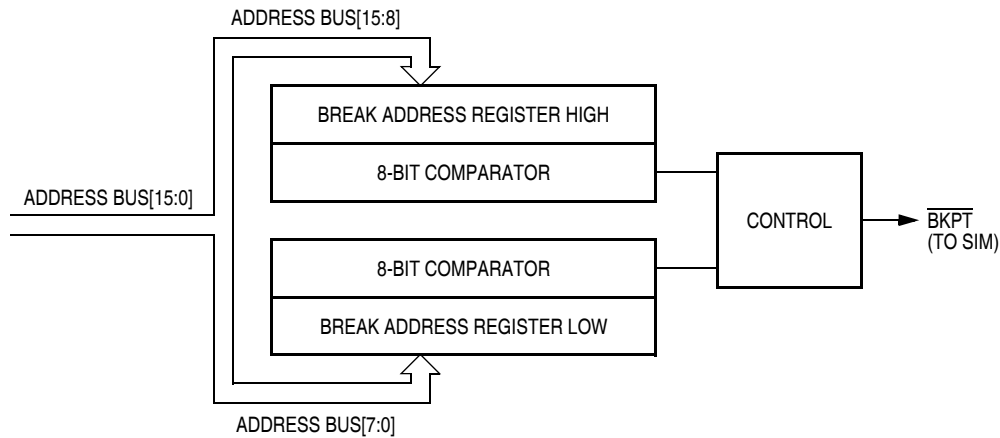 ADDRESS BUS[15:8]
BREAK ADDRESS REGISTER HIGH
8-BIT COMPARATOR
ADDRESS BUS[15:0]
CONTROL
BKPT
(TO SIM)
8-BIT COMPARATOR
BREAK ADDRESS REGISTER LOW
ADDRESS BUS[7:0]